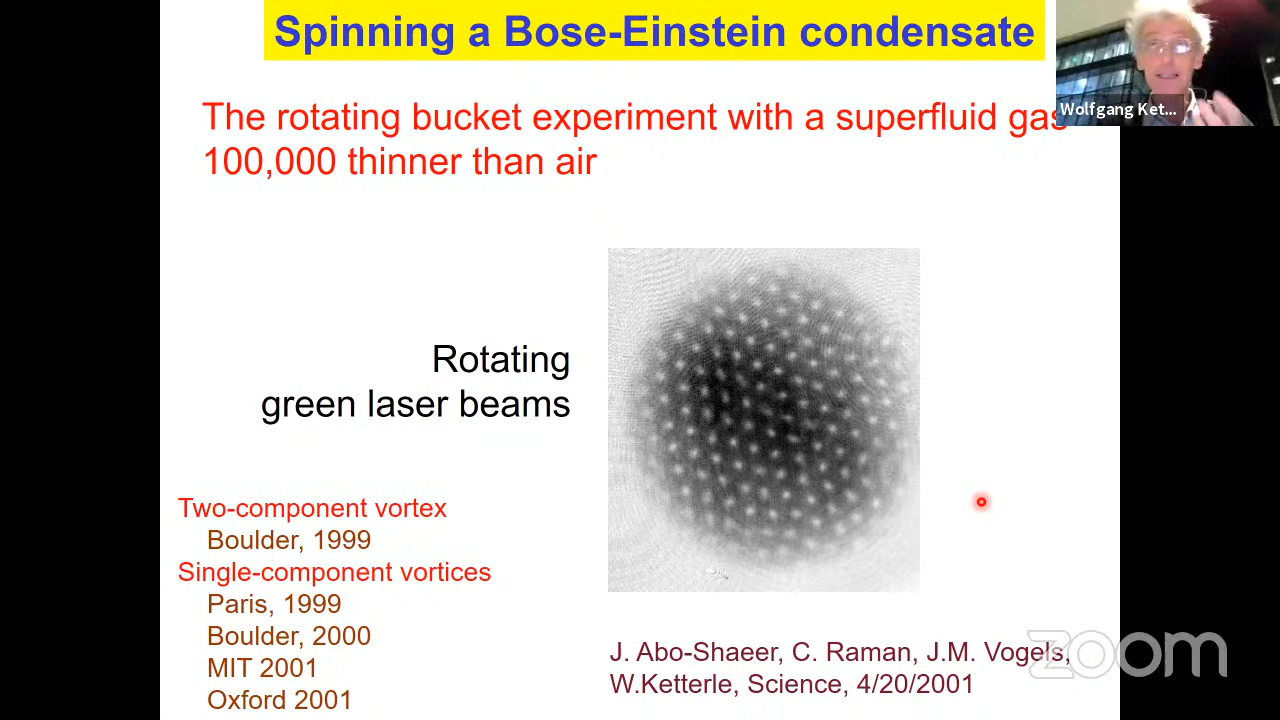 Spinning a Bose-Einstein condensate
Wolfgang Ket...
The rotating bucket experiment with a superfluid gas
100,000 thinner than air
Rotating
green laser beams
Two-component vortex
Boulder, 1999
Single-component vortices
Paris, 1999
Boulder, 2000
MIT 2001
Oxford 2001
J. Abo-Shaeer, C. Raman, J.M. Vogels,
W.Ketterle, Science, 4/20/2001
zoom